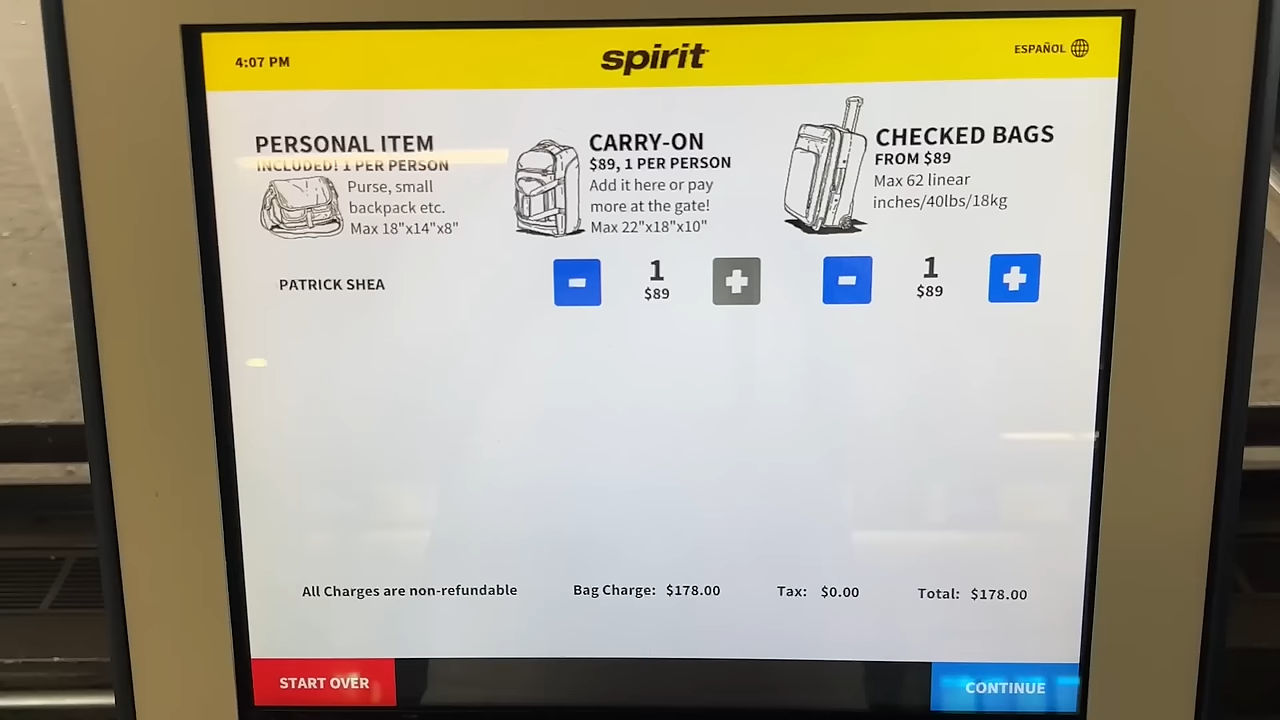 4:07 PM
spirit
ESPAÑOL
PERSONAL ITEM
INCLUDED! 1 PER PERSON
Purse, small
backpack etc.
Max 18"x14"x8"
CARRY-ON
$89, 1 PER PERSON
Add it here or pay
more at the gate!
Max 22"x18"x10"
CHECKED BAGS
FROM $89
Max 62 linear
inches/40lbs/18kg
PATRICK SHEA
- 1 +
$89
- 1 +
$89
All Charges are non-refundable
Bag Charge: $178.00
Tax: $0.00
Total: $178.00
START OVER
CONTINUE